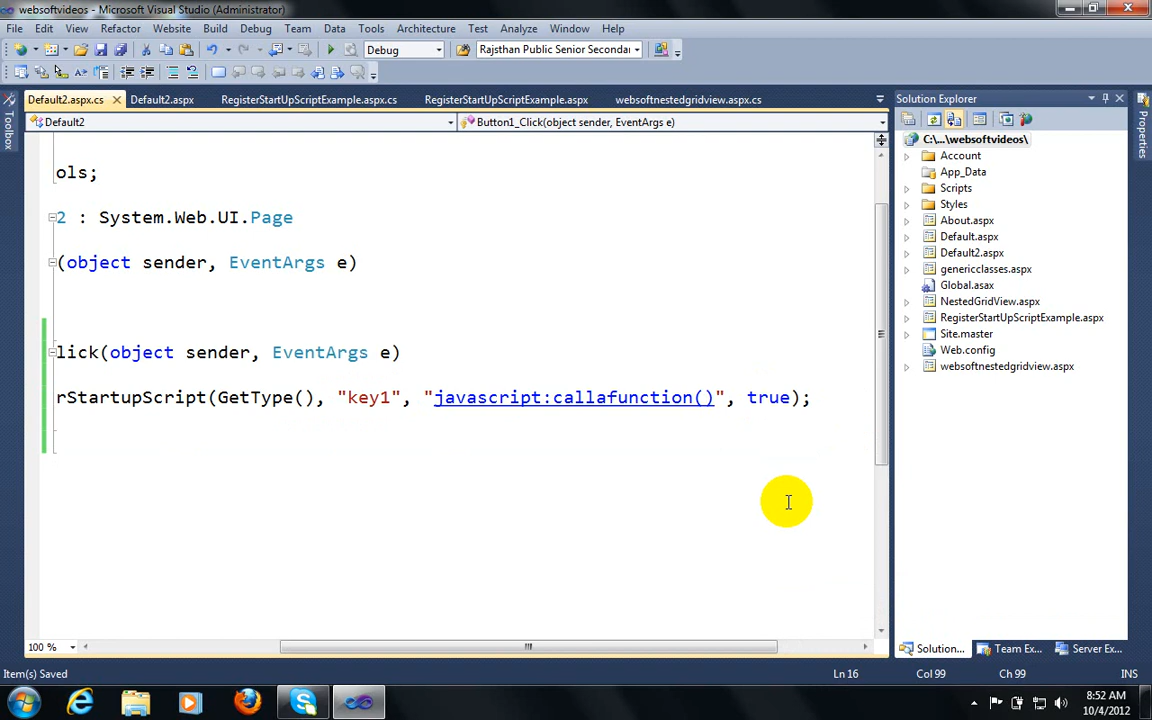 websoftvideos - Microsoft Visual Studio (Administrator)
File Edit View Refactor Website Build Debug Team Data Tools Architecture Test Analyze Window Help
Debug Rajasthan Public Senior Secondar
Default2.aspx.cs Default2.aspx RegisterStartUpScriptExample.aspx.cs RegisterStartUpScriptExample.aspx websoftnestedgridview.aspx.cs
Default2 Button1_Click(object sender, EventArgs e)
Toolbox
ols;
2 : System.Web.UI.Page
(object sender, EventArgs e)
lick(object sender, EventArgs e)
rStartupScript(GetType(), "key1", "javascript:callafunction()", true);
100 %
Solution Explorer
C:\...\websoftvideos\
Account
App_Data
Scripts
Styles
About.aspx
Default.aspx
Default2.aspx
genericclasses.aspx
Global.asax
NestedGridView.aspx
RegisterStartUpScriptExample.aspx
Site.master
Web.config
websoftnestedgridview.aspx
Solution... Team Ex... Server Ex...
Properties
Item(s) Saved Ln 16 Col 99 Ch 99 INS
8:52 AM
10/4/2012